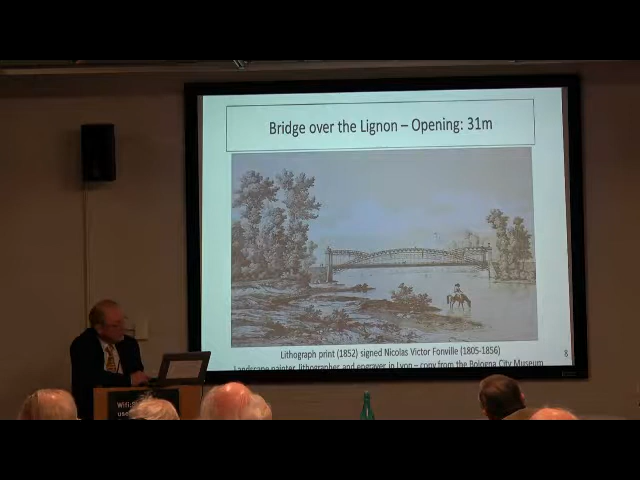 Bridge over the Lignon – Opening: 31m
Lithograph print (1852) signed Nicolas Victor Fonville (1805-1856)
Landscape painter, lithographer and engraver in Lyon – copy from the Bologna City Museum
8